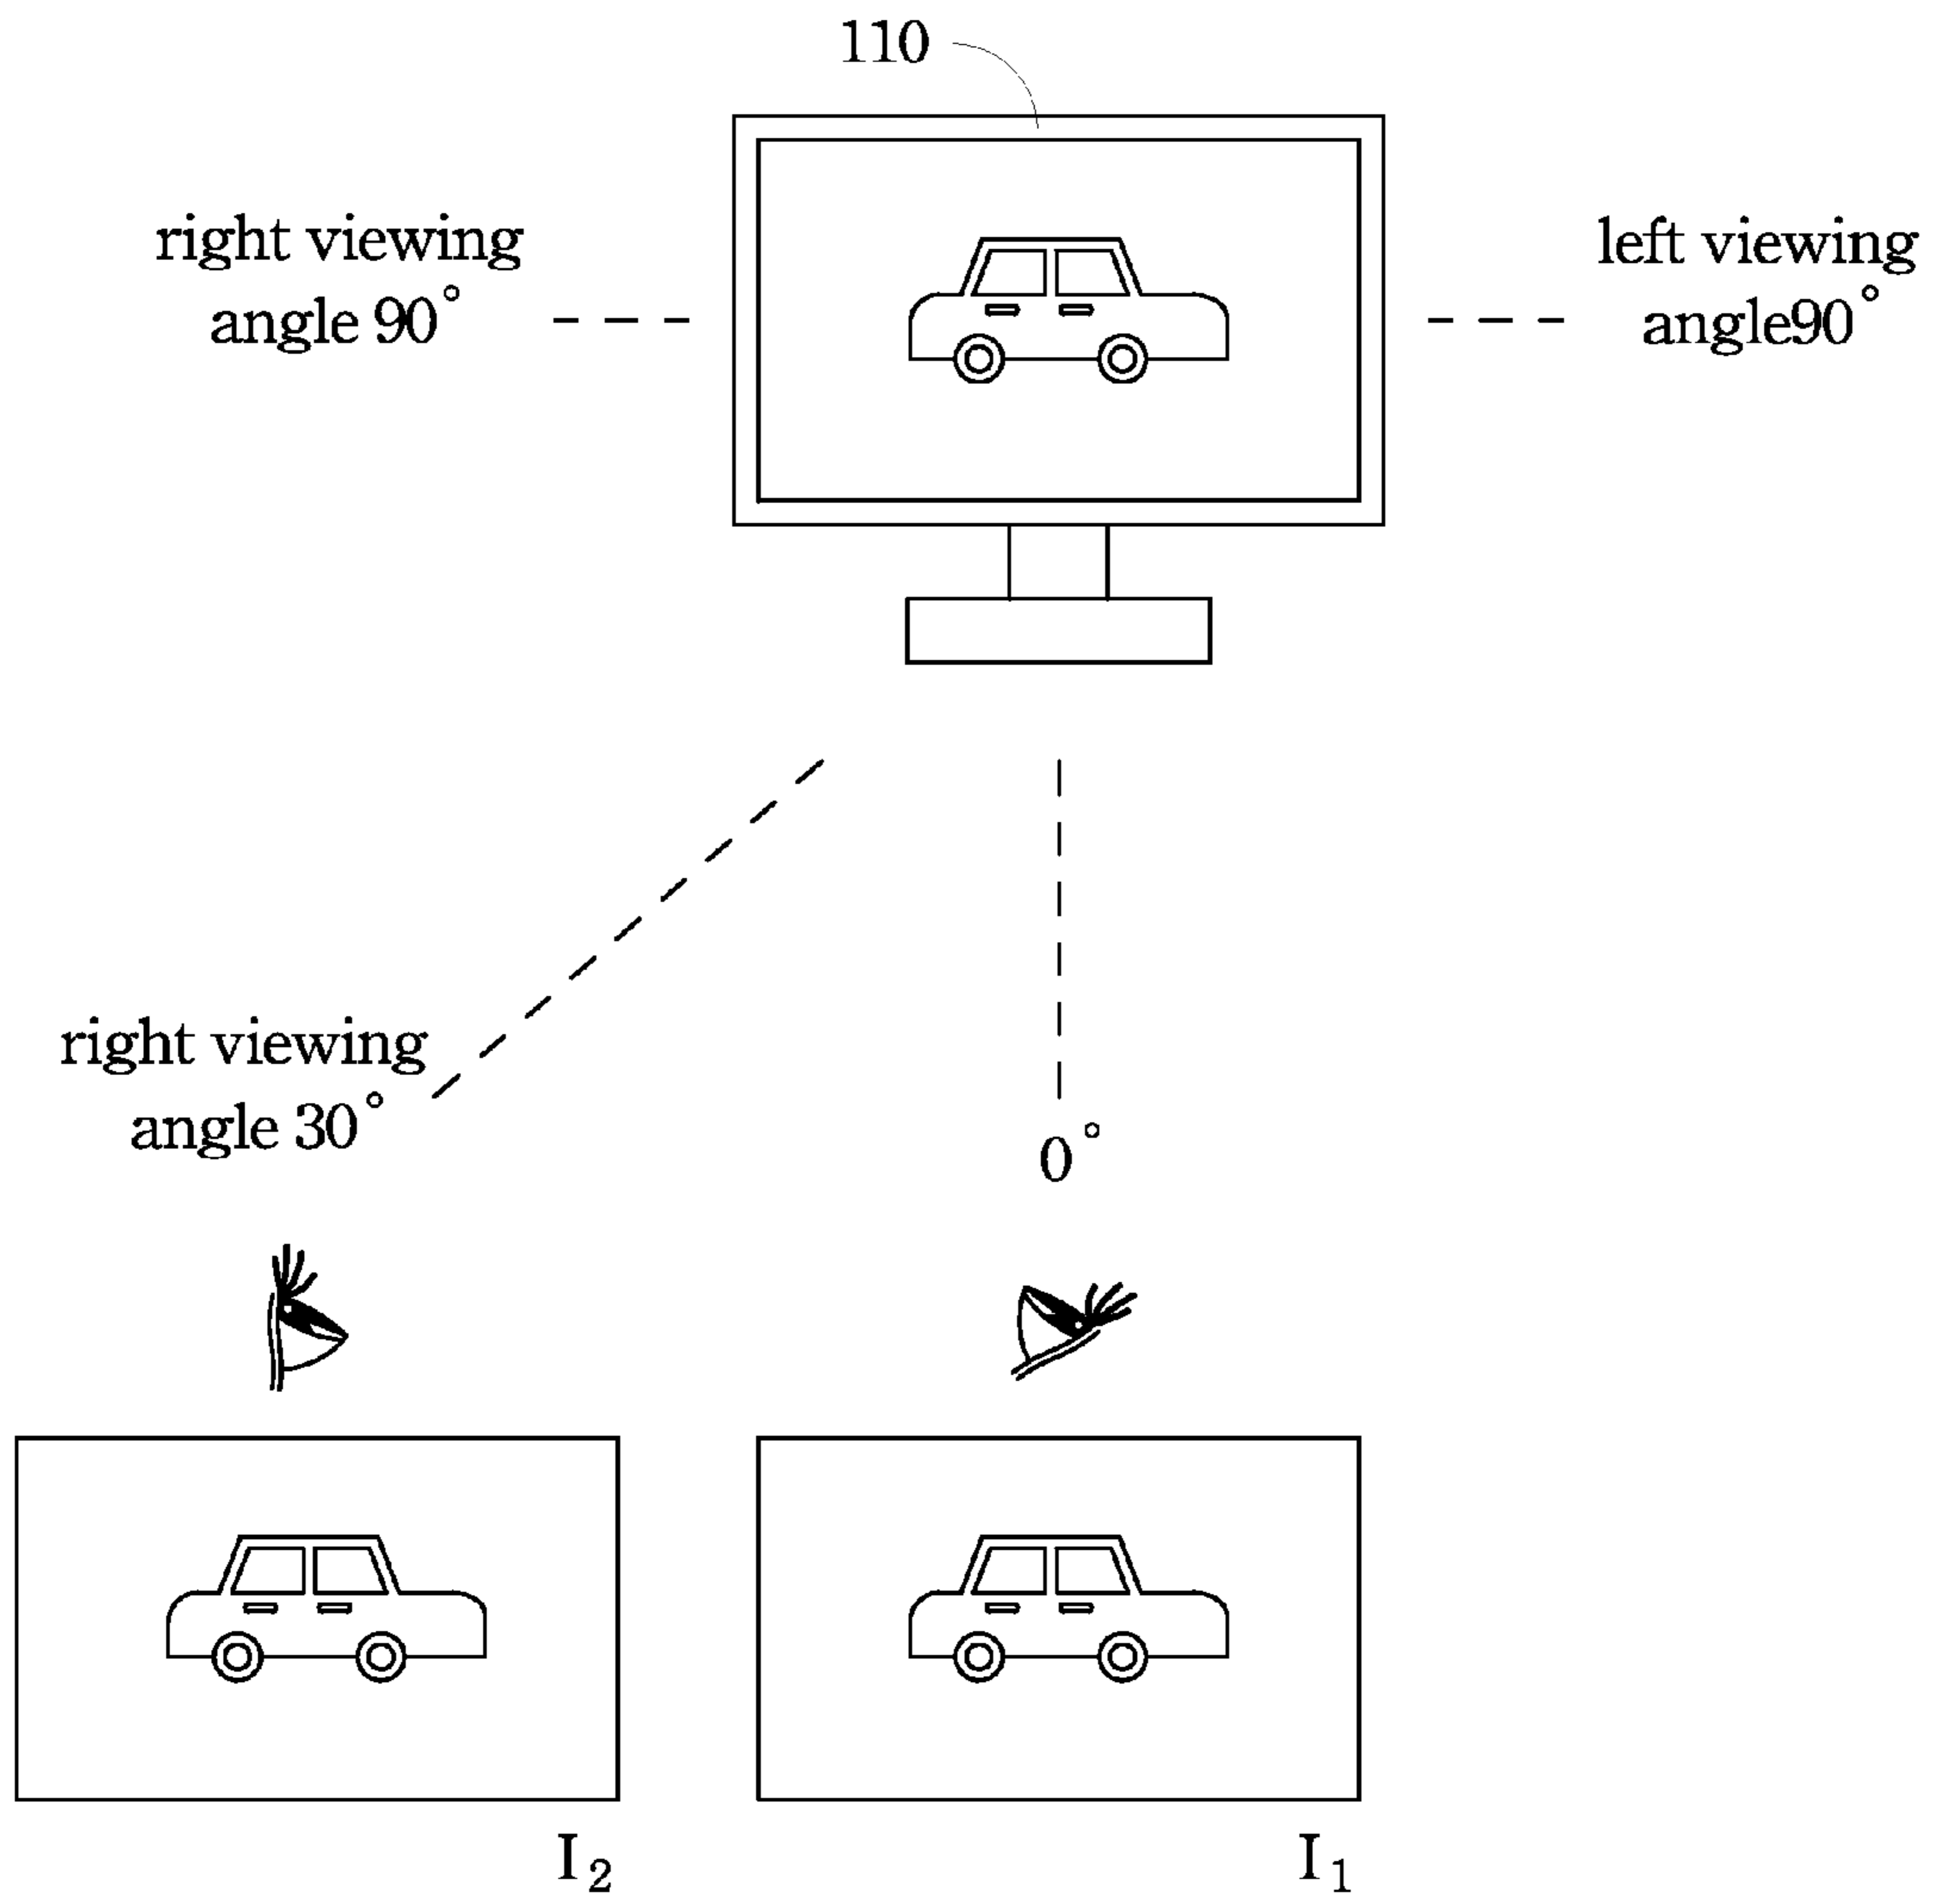 110
right viewing
angle 90°
left viewing
angle90°
right viewing
angle 30°
0°
I₂
I₁